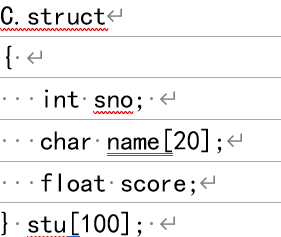 C.struct
{
int sno;
char name[20];
float score;
} stu[100];